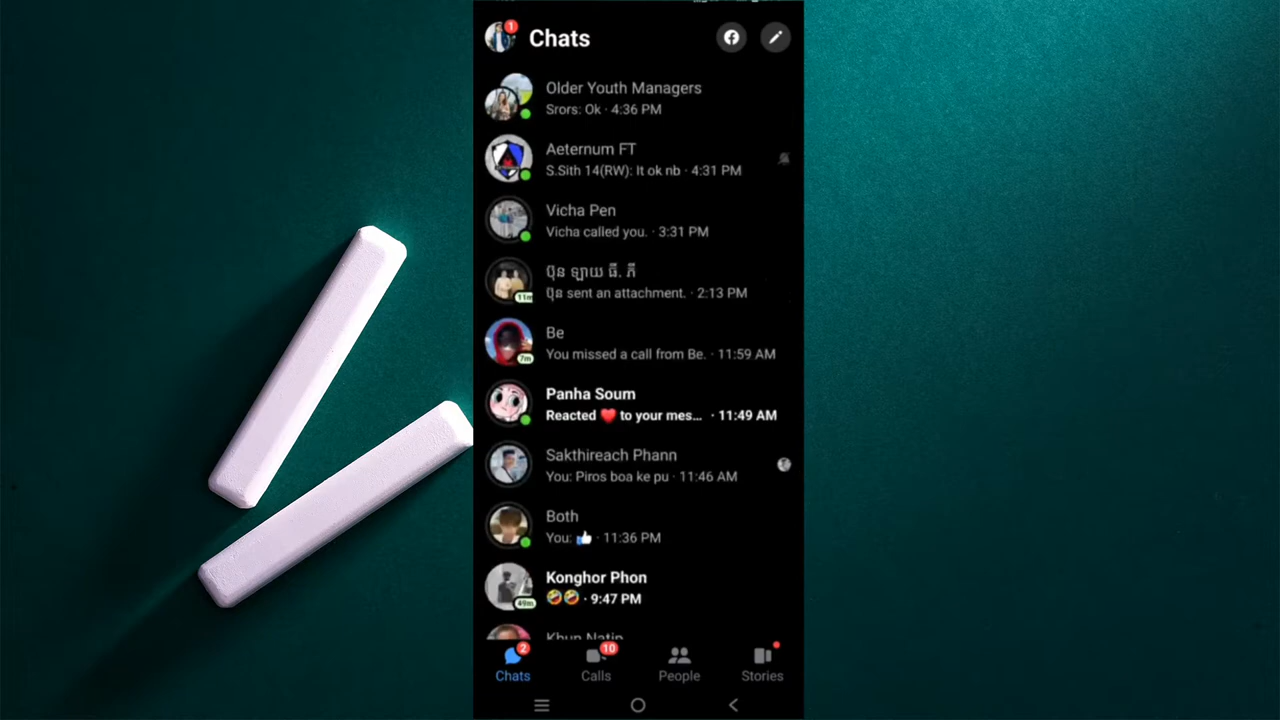 1
Chats
Older Youth Managers
Srors: Ok · 4:36 PM
Aeternum FT
S.Sith 14(RW): It ok nb · 4:31 PM
Vicha Pen
Vicha called you. · 3:31 PM
ប៊ុន ឡាយ ធី. ភី
11m
ប៊ុន sent an attachment. · 2:13 PM
Be
You missed a call from Be. · 11:59 AM
7m
Panha Soum
Reacted ❤️ to your mes… · 11:49 AM
Sakthireach Phann
You: Piros boa ke pu · 11:46 AM
Both
You: 👍 · 11:36 PM
Konghor Phon
🤣🤣 · 9:47 PM
49m
Khun Natin
2
10
Chats
Calls
People
Stories